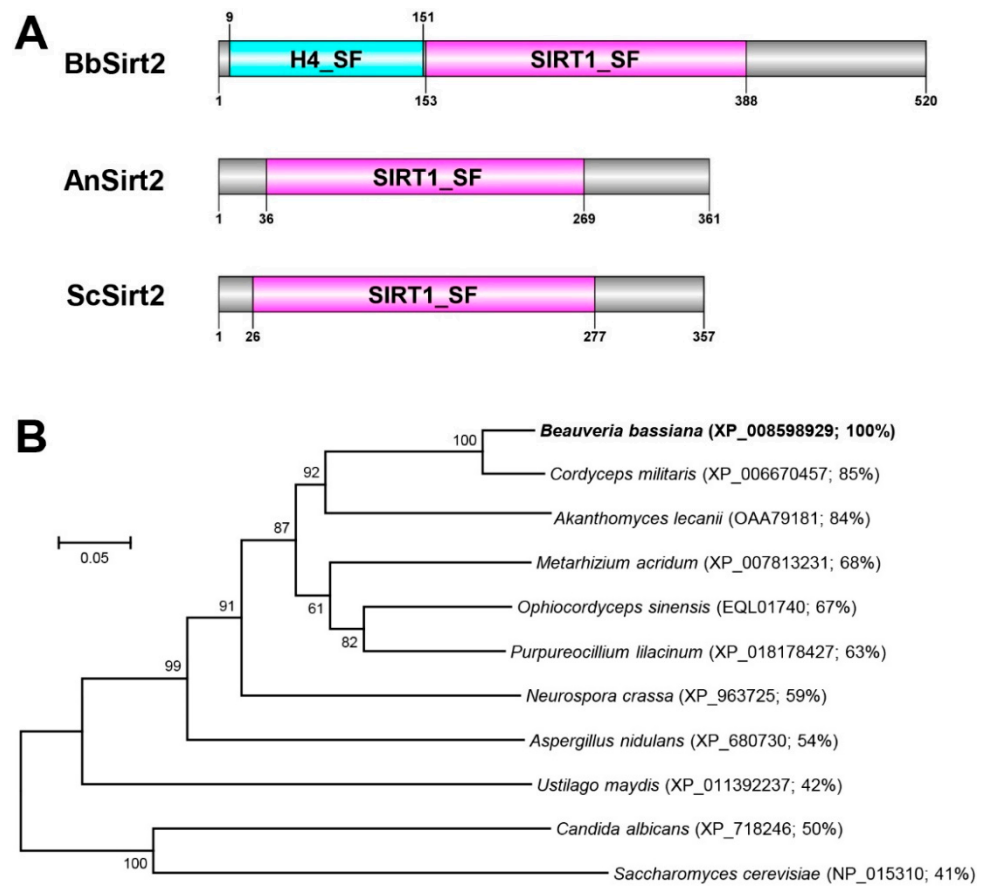 A
9 151
BbSirt2
H4_SF SIRT1_SF
1 153 388 520
AnSirt2
SIRT1_SF
1 36 269 361
ScSirt2
SIRT1_SF
1 26 277 357
B
100
Beauveria bassiana (XP_008598929; 100%)
92
Cordyceps militaris (XP_006670457; 85%)
87
Akanthomyces lecanii (OAA79181; 84%)
0.05
Metarhizium acridum (XP_007813231; 68%)
91
61
Ophiocordyceps sinensis (EQL01740; 67%)
82
Purpureocillium lilacinum (XP_018178427; 63%)
99
Neurospora crassa (XP_963725; 59%)
Aspergillus nidulans (XP_680730; 54%)
Ustilago maydis (XP_011392237; 42%)
Candida albicans (XP_718246; 50%)
100
Saccharomyces cerevisiae (NP_015310; 41%)